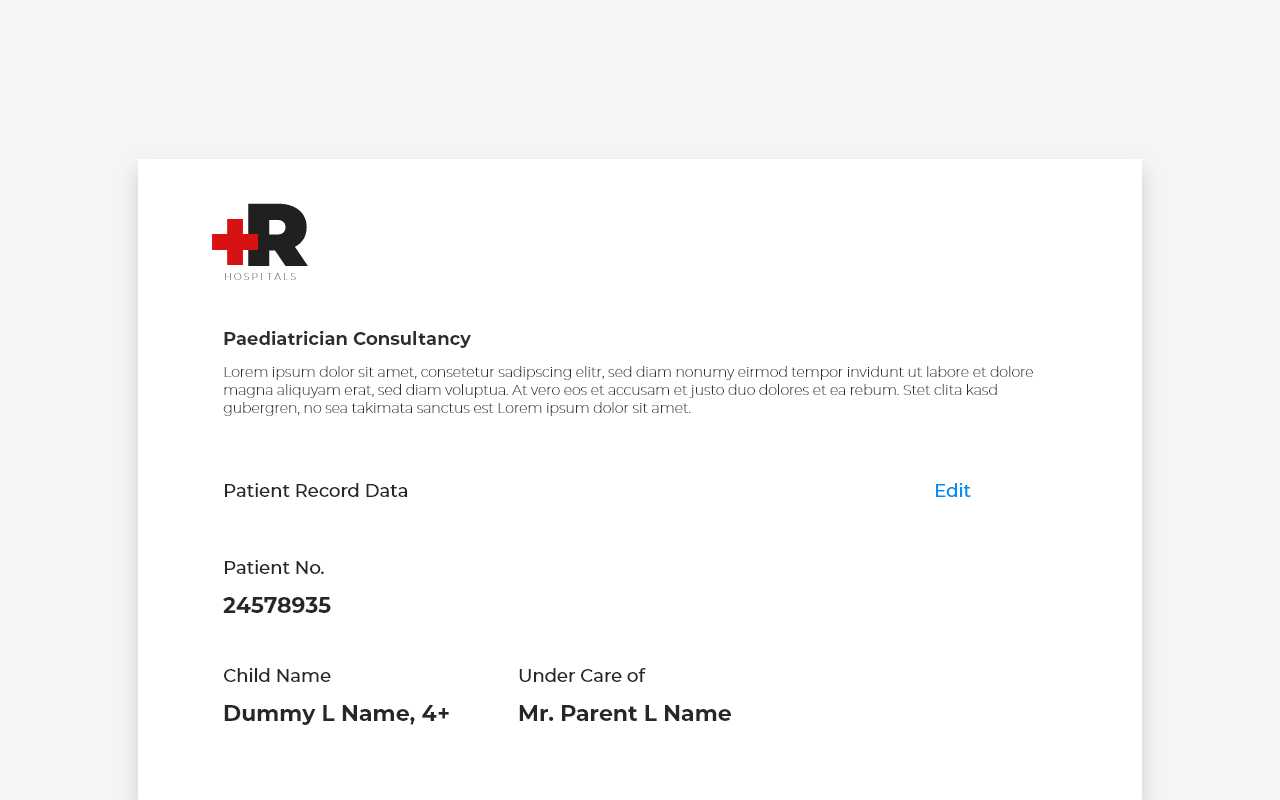 R
HOSPITALS
Paediatrician Consultancy
Lorem ipsum dolor sit amet, consetetur sadipscing elitr, sed diam nonumy eirmod tempor invidunt ut labore et dolore
magna aliquyam erat, sed diam voluptua. At vero eos et accusam et justo duo dolores et ea rebum. Stet clita kasd
gubergren, no sea takimata sanctus est Lorem ipsum dolor sit amet.
Patient Record Data Edit
Patient No.
24578935
Child Name Under Care of
Dummy L Name, 4+ Mr. Parent L Name